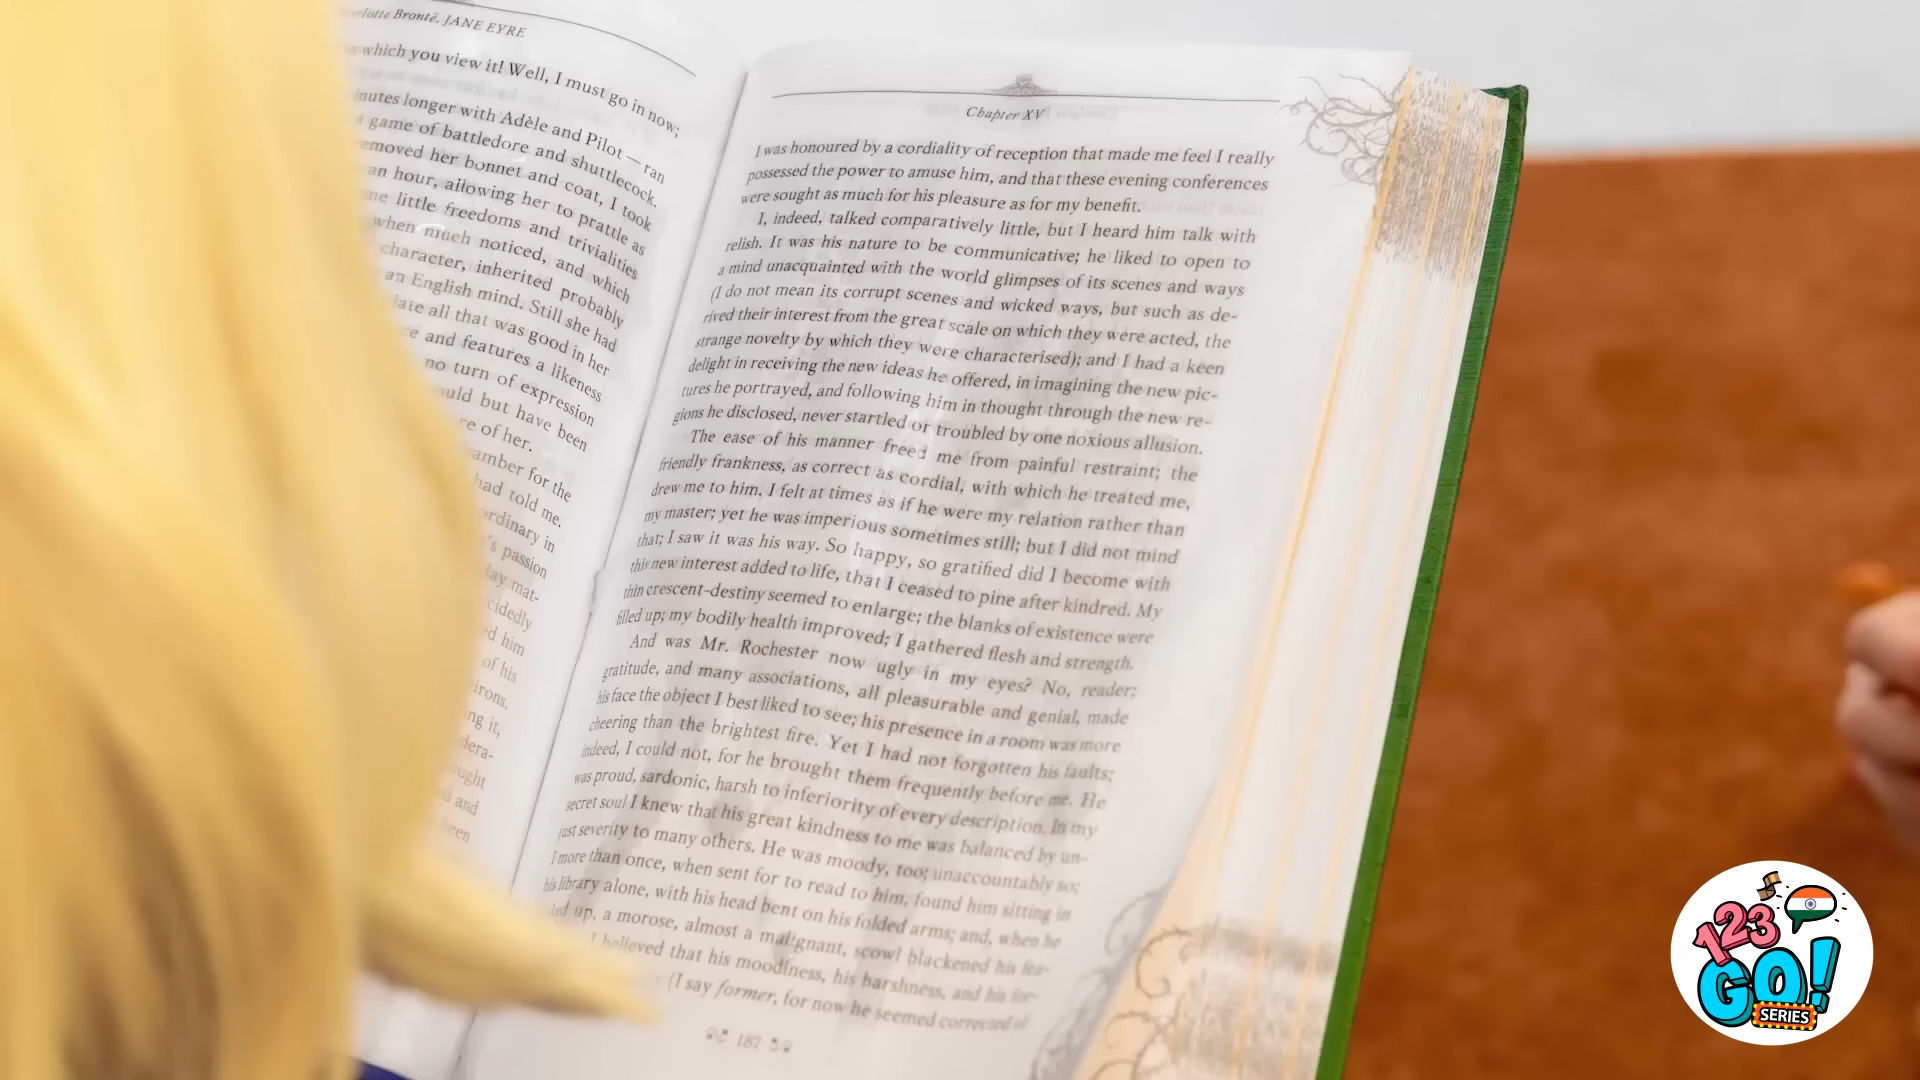 Charlotte Brontë. JANE EYRE
in which you view it! Well, I must go in now;
minutes longer with Adèle and Pilot — ran
a game of battledore and shuttlecock.
removed her bonnet and coat, I took
an hour, allowing her to prattle as
me little freedoms and trivialities
when much noticed, and which
character, inherited probably
an English mind. Still she had
all that was good in her
and features a likeness
no turn of expression
but have been
of her.
for the
had told me.
ordinary in
's passion
mat-
him
of his
it,
and
been
Chapter XV
I was honoured by a cordiality of reception that made me feel I really
possessed the power to amuse him, and that these evening conferences
were sought as much for his pleasure as for my benefit.
I, indeed, talked comparatively little, but I heard him talk with
relish. It was his nature to be communicative; he liked to open to
a mind unacquainted with the world glimpses of its scenes and ways
(I do not mean its corrupt scenes and wicked ways, but such as de-
rived their interest from the great scale on which they were acted, the
strange novelty by which they were characterised); and I had a keen
delight in receiving the new ideas he offered, in imagining the new pic-
tures he portrayed, and following him in thought through the new re-
gions he disclosed, never startled or troubled by one noxious allusion.
The ease of his manner freed me from painful restraint; the
friendly frankness, as correct as cordial, with which he treated me,
drew me to him. I felt at times as if he were my relation rather than
my master; yet he was imperious sometimes still; but I did not mind
that; I saw it was his way. So happy, so gratified did I become with
this new interest added to life, that I ceased to pine after kindred. My
thin crescent-destiny seemed to enlarge; the blanks of existence were
filled up; my bodily health improved; I gathered flesh and strength.
And was Mr. Rochester now ugly in my eyes? No, reader:
gratitude, and many associations, all pleasurable and genial, made
his face the object I best liked to see; his presence in a room was more
cheering than the brightest fire. Yet I had not forgotten his faults;
indeed, I could not, for he brought them frequently before me. He
was proud, sardonic, harsh to inferiority of every description. In my
secret soul I knew that his great kindness to me was balanced by un-
just severity to many others. He was moody, too; unaccountably so;
I more than once, when sent for to read to him, found him sitting in
his library alone, with his head bent on his folded arms; and, when he
up, a morose, almost a malignant, scowl blackened his fea-
I believed that his moodiness, his harshness, and his for-
(I say former, for now he seemed corrected of
187
123
GO!
SERIES